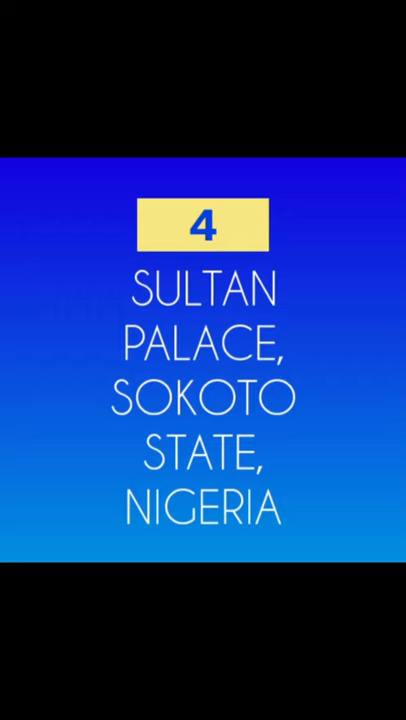 4
SULTAN
PALACE,
SOKOTO
STATE,
NIGERIA